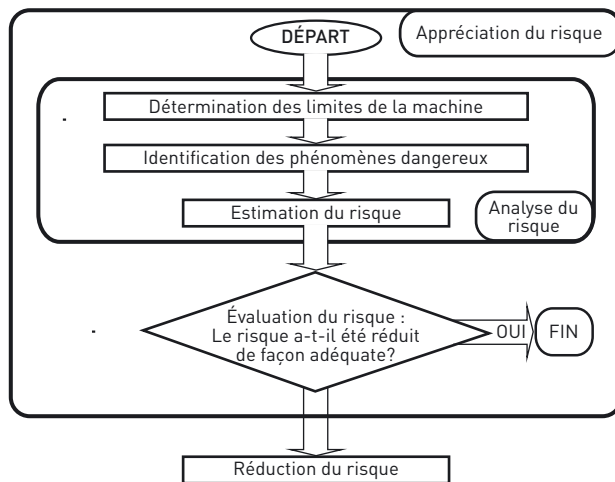 DÉPART
Appréciation du risque
Détermination des limites de la machine
Identification des phénomènes dangereux
Estimation du risque
Analyse du
risque
Évaluation du risque :
Le risque a-t-il été réduit
de façon adéquate?
OUI
FIN
Réduction du risque